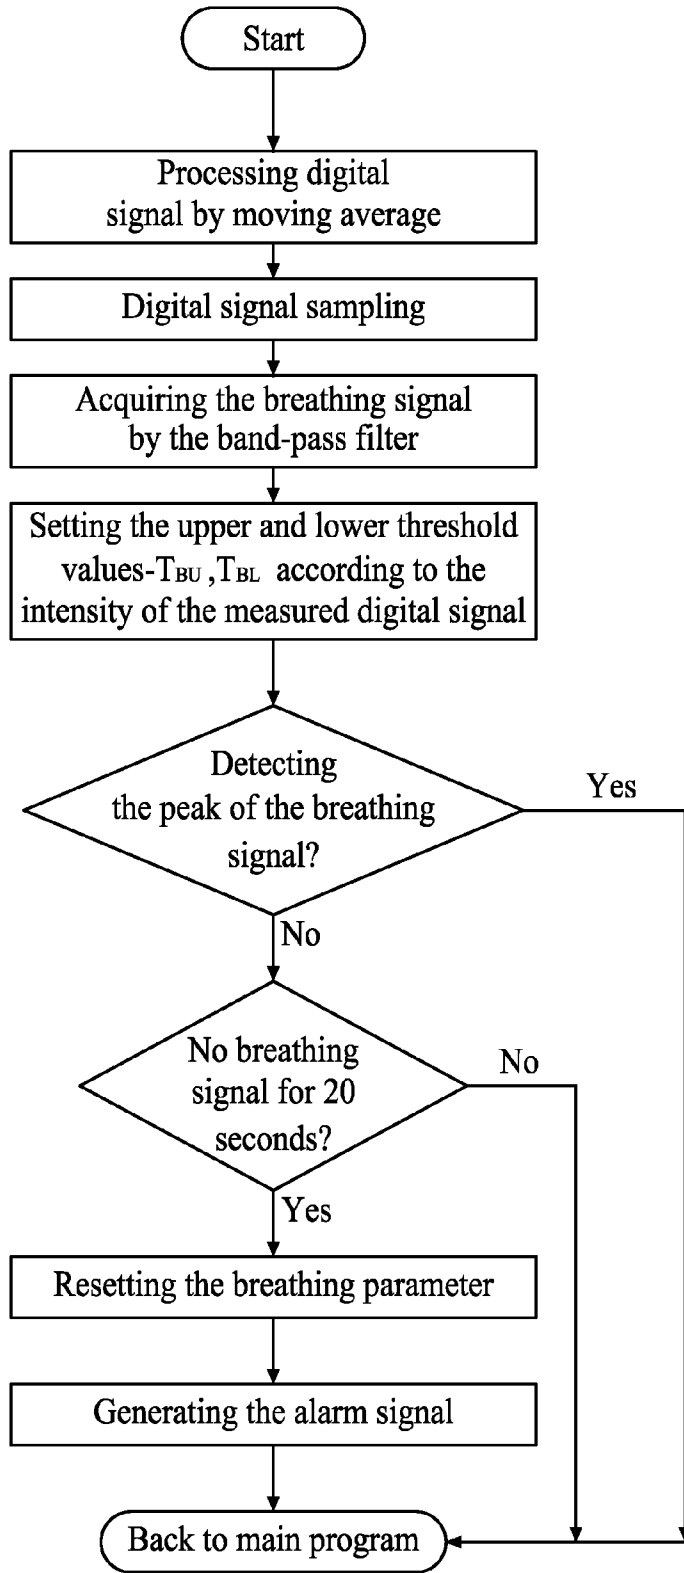 Start
Processing digital
signal by moving average
Digital signal sampling
Acquiring the breathing signal
by the band-pass filter
Setting the upper and lower threshold
values-TBU ,TBL according to the
intensity of the measured digital signal
Detecting
the peak of the breathing
signal?
Yes
No
No breathing
signal for 20
seconds?
No
Yes
Resetting the breathing parameter
Generating the alarm signal
Back to main program